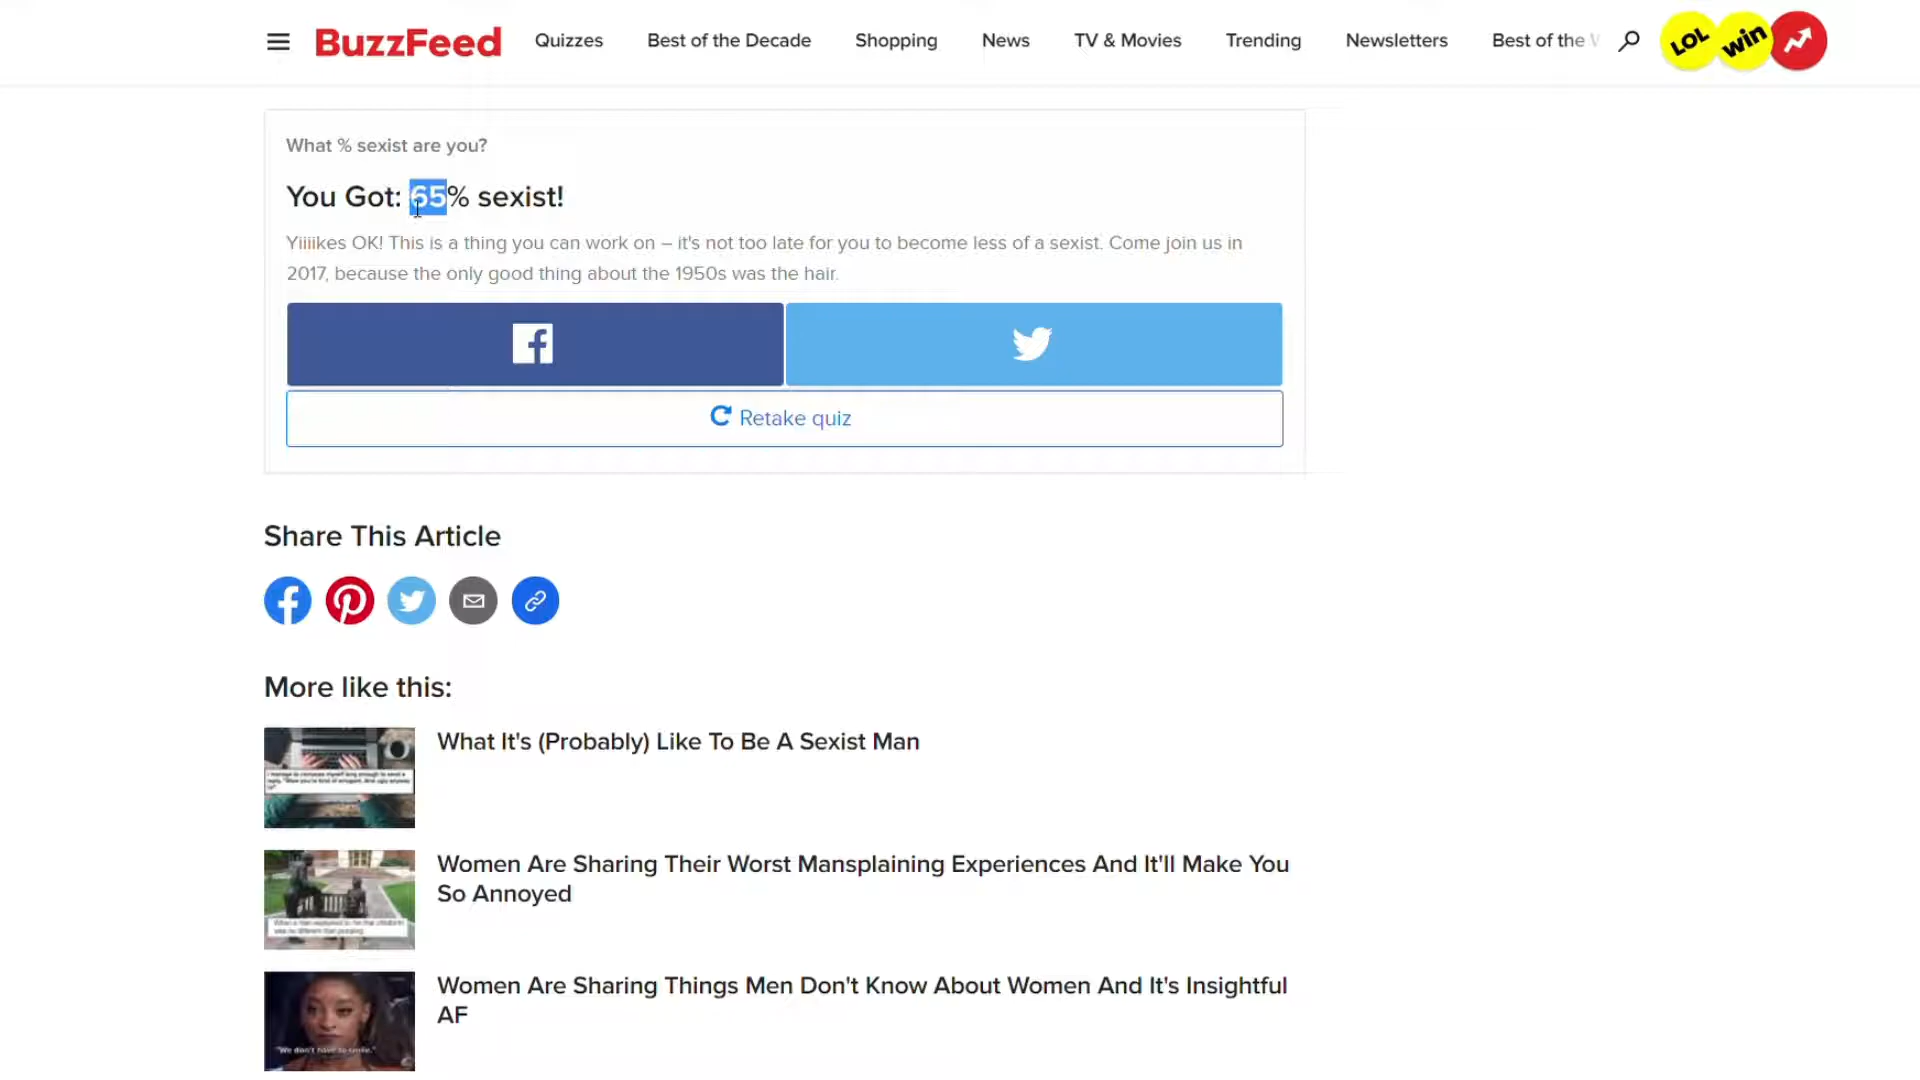 BuzzFeed
Quizzes
Best of the Decade
Shopping
News
TV & Movies
Trending
Newsletters
Best of the
LOL
win
What % sexist are you?
You Got: 65% sexist!
Yiiiikes OK! This is a thing you can work on – it's not too late for you to become less of a sexist. Come join us in
2017, because the only good thing about the 1950s was the hair.
Retake quiz
Share This Article
More like this:
What It's (Probably) Like To Be A Sexist Man
Women Are Sharing Their Worst Mansplaining Experiences And It'll Make You
So Annoyed
Women Are Sharing Things Men Don't Know About Women And It's Insightful
AF
"We don't have to smile."